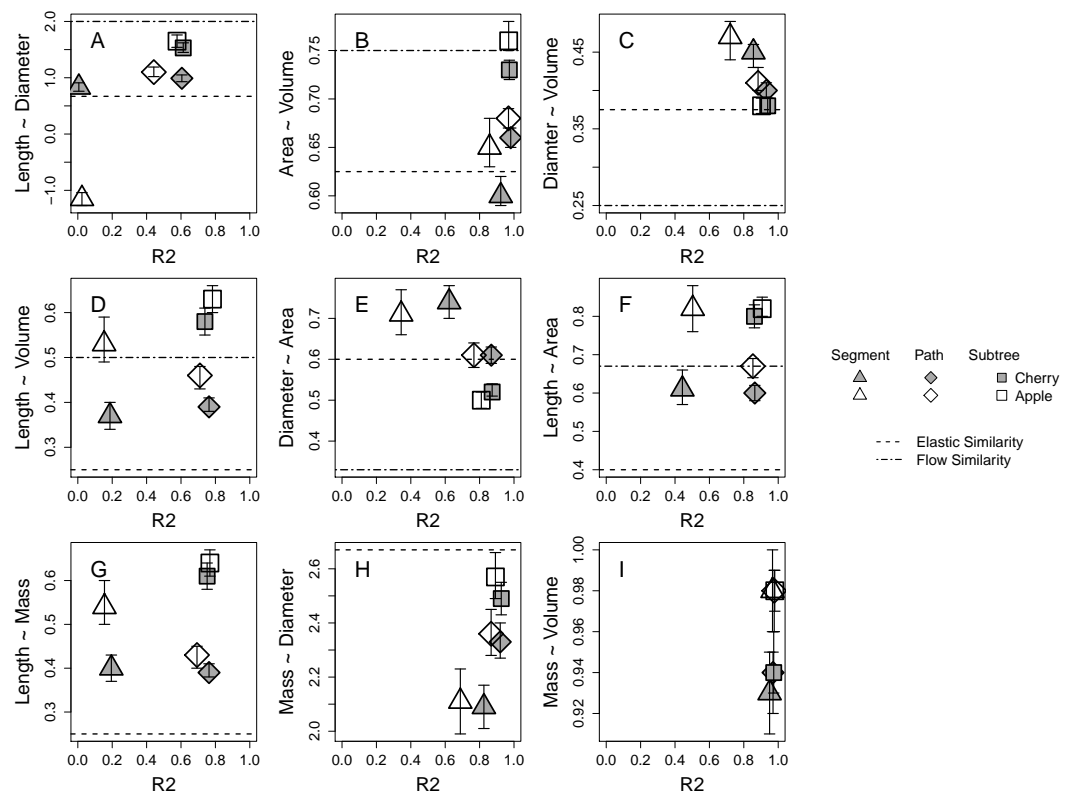 A
Length ~ Diameter
2.0
1.0
0.0
−1.0
0.0 0.2 0.4 0.6 0.8 1.0
R2
B
Area ~ Volume
0.75
0.70
0.65
0.60
0.0 0.2 0.4 0.6 0.8 1.0
R2
C
Diamter ~ Volume
0.45
0.35
0.25
0.0 0.2 0.4 0.6 0.8 1.0
R2
D
Length ~ Volume
0.6
0.5
0.4
0.3
0.0 0.2 0.4 0.6 0.8 1.0
R2
E
Diameter ~ Area
0.7
0.6
0.5
0.4
0.0 0.2 0.4 0.6 0.8 1.0
R2
F
Length ~ Area
0.8
0.7
0.6
0.5
0.4
0.0 0.2 0.4 0.6 0.8 1.0
R2
Segment Path Subtree
Cherry
Apple
Elastic Similarity
Flow Similarity
G
Length ~ Mass
0.6
0.5
0.4
0.3
0.0 0.2 0.4 0.6 0.8 1.0
R2
H
Mass ~ Diameter
2.6
2.4
2.2
2.0
0.0 0.2 0.4 0.6 0.8 1.0
R2
I
Mass ~ Volume
1.00
0.98
0.96
0.94
0.92
0.0 0.2 0.4 0.6 0.8 1.0
R2